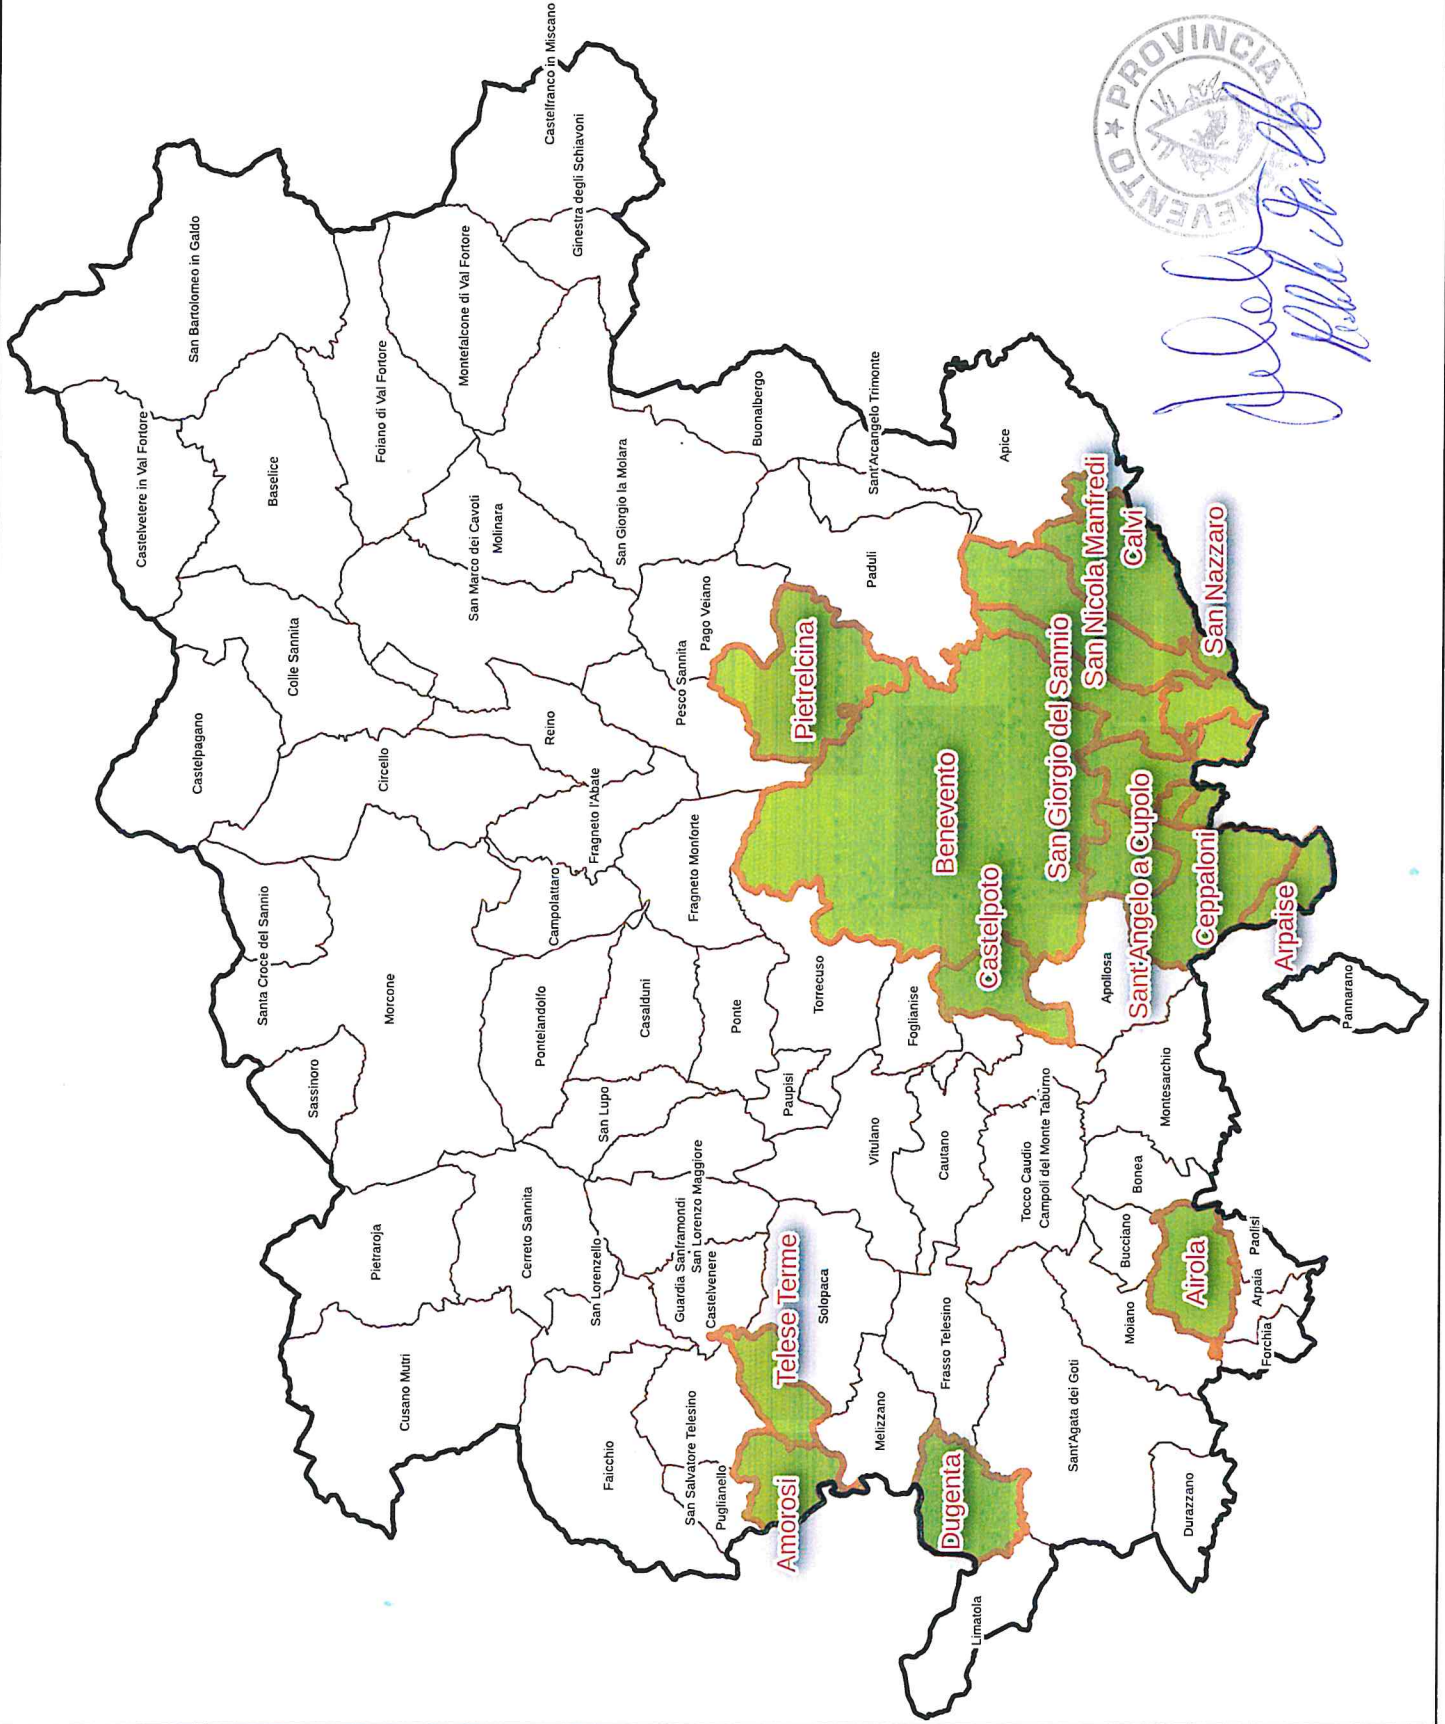 Castelfranco in Miscano
Ginestra degli Schiavoni
San Bartolomeo in Galdo
Montefalcone di Val Fortore
Foiano di Val Fortore
Castelvetere in Val Fortore
Baselice
San Marco dei Cavoti
Molinara
San Giorgio la Molara
Buonalbergo
Sant'Arcangelo Trimonte
Apice
Paduli
Pago Veiano
Pesco Sannita
Pietrelcina
Colle Sannita
Castelpagano
Circello
Reino
Fragneto l'Abate
Fragneto Monforte
Campolattaro
Santa Croce del Sannio
Morcone
Sassinoro
Pontelandolfo
Casalduni
Ponte
Torrecuso
Foglianise
Paupisi
San Lupo
Vitulano
Cautano
Tocco Caudio
Campoli del Monte Taburno
Benevento
Castelpoto
San Giorgio del Sannio
San Nicola Manfredi
Calvi
San Nazzaro
Sant'Angelo a Cupolo
Ceppaloni
Arpaise
Apollosa
Pannarano
Montesarchio
Bonea
Bucciano
Airola
Paolisi
Arpaia
Forchia
Moiano
Pietraroja
Cerreto Sannita
San Lorenzello
Guardia Sanframondi
San Lorenzo Maggiore
Castelvenere
Telese Terme
Solopaca
Cusano Mutri
Faicchio
San Salvatore Telesino
Puglianello
Amorosi
Melizzano
Frasso Telesino
Dugenta
Sant'Agata dei Goti
Durazzano
Limatola
PROVINCIA
BENEVENTO